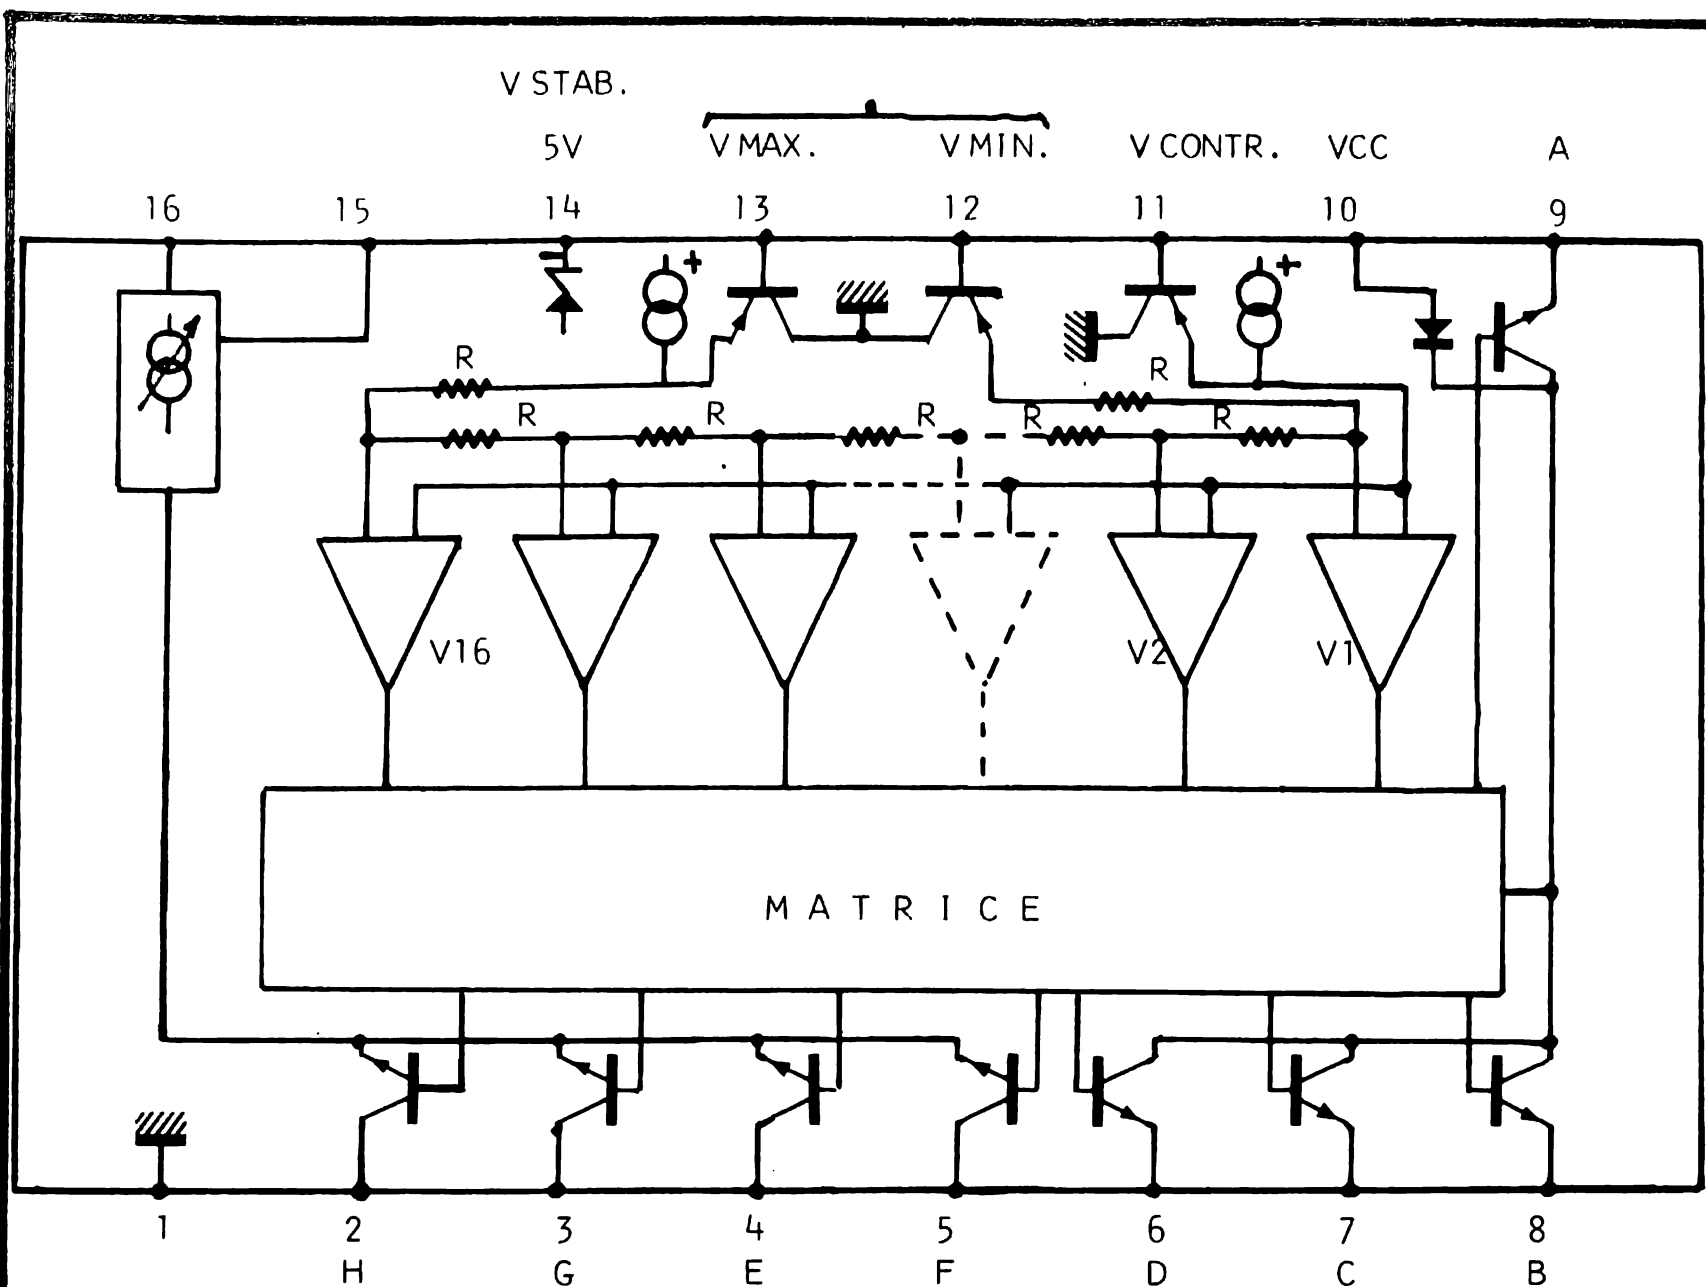 V STAB.
5V V MAX. V MIN. V CONTR. VCC A
16 15 14 13 12 11 10 9
+ +
R R
R R R R R
V16 V2 V1
MATRICE
1 2 3 4 5 6 7 8
H G E F D C B